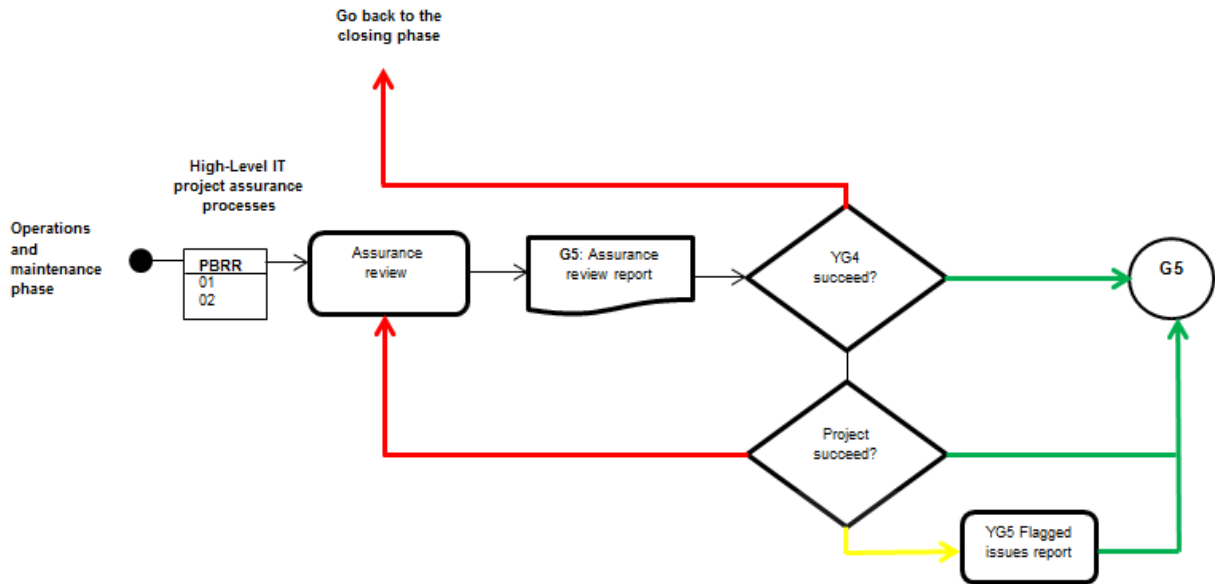 Go back to the
closing phase
High-Level IT
project assurance
processes
Operations
and
maintenance
phase
PBRR
01
02
Assurance
review
G5: Assurance
review report
YG4
succeed?
G5
Project
succeed?
YG5 Flagged
issues report